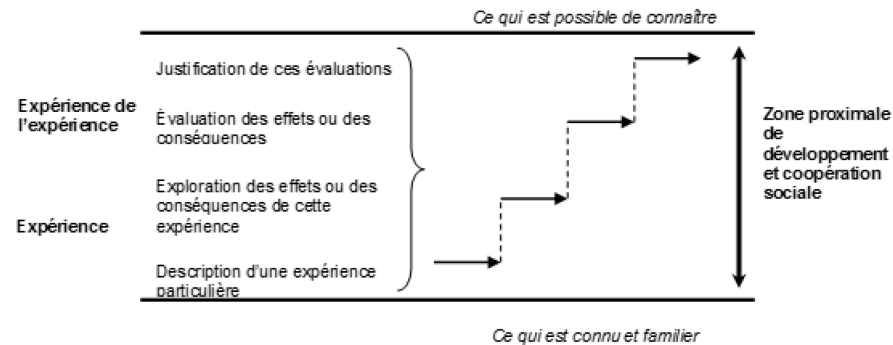 Ce qui est possible de connaître
Justification de ces évaluations
Expérience de
l'expérience
Évaluation des effets ou des
conséquences
Zone proximale
de
développement
et coopération
sociale
Exploration des effets ou des
conséquences de cette
expérience
Expérience
Description d'une expérience
particulière
Ce qui est connu et familier